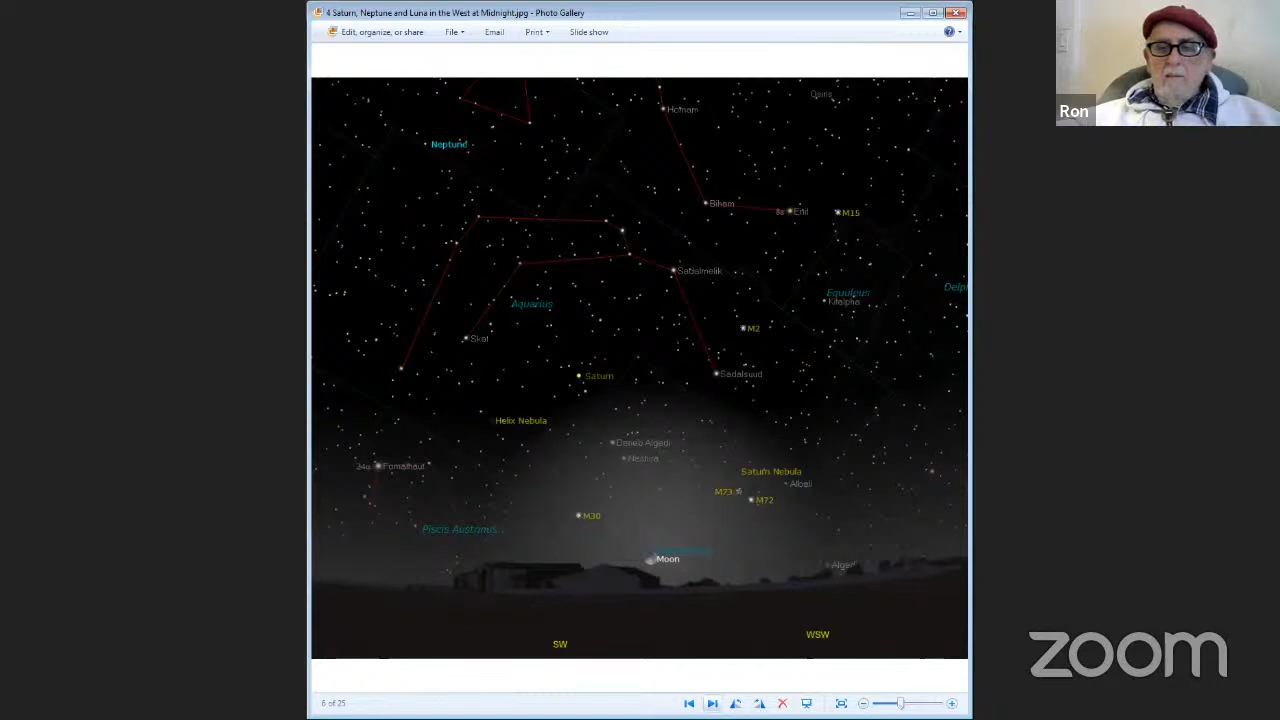 4 Saturn, Neptune and Luna in the West at Midnight.jpg - Photo Gallery
Edit, organize, or share File Email Print Slide show
Ron
Homam
Neptune
Biham
Enif
M15
Sadalmelik
Equuleus
Kitalpha
Delph
Aquarius
M2
Skat
Saturn
Sadalsuud
Helix Nebula
Deneb Algedi
Nashira
Fomalhaut
Saturn Nebula
Albali
M73
M72
M30
Piscis Austrinus
Moon
Algedi
SW
WSW
zoom
6 of 25